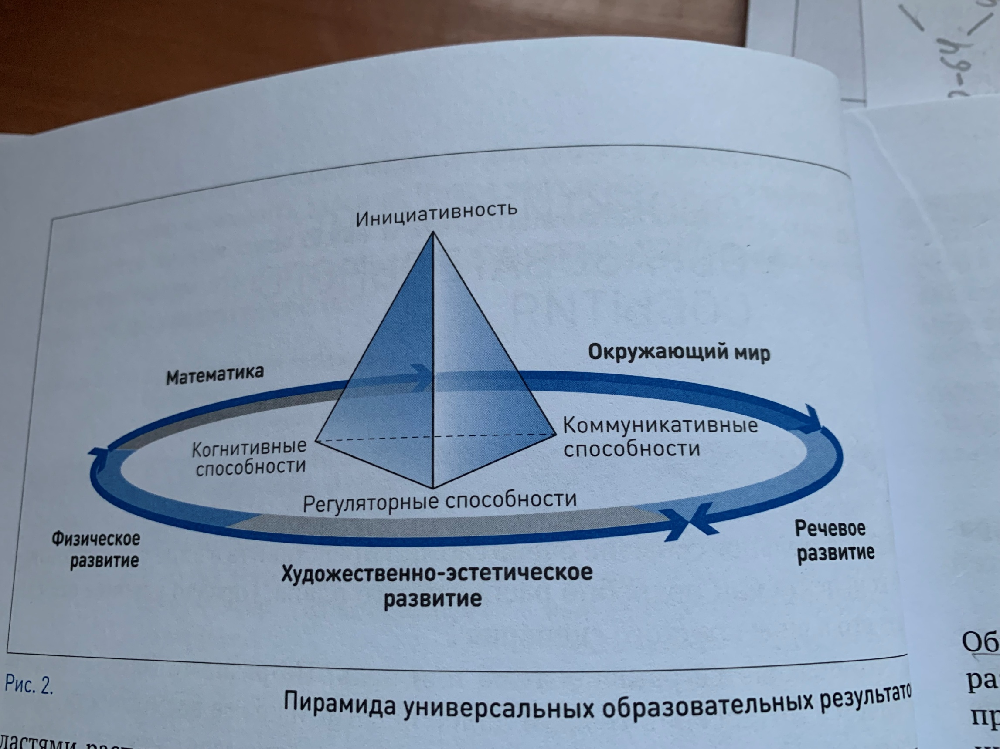 Инициативность
Математика
Окружающий мир
Когнитивные
способности
Коммуникативные
способности
Регуляторные способности
Физическое
развитие
Художественно-эстетическое
развитие
Речевое
развитие
Рис. 2.
Пирамида универсальных образовательных результато
ластями
Об
ра
пр